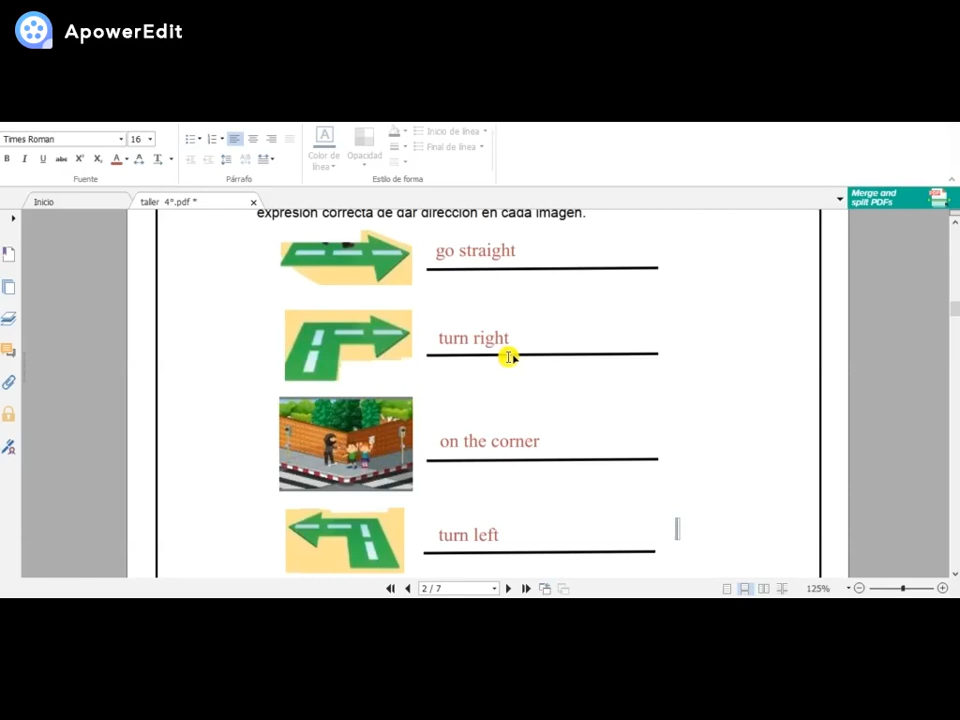 ApowerEdit
Times Roman 16
Inicio de línea
Final de línea
Color de línea
Opacidad
Fuente Párrafo Estilo de forma
Inicio taller 4°.pdf * Merge and split PDFs
expresión correcta de dar dirección en cada imagen.
go straight
turn right
on the corner
turn left
2 / 7 125%